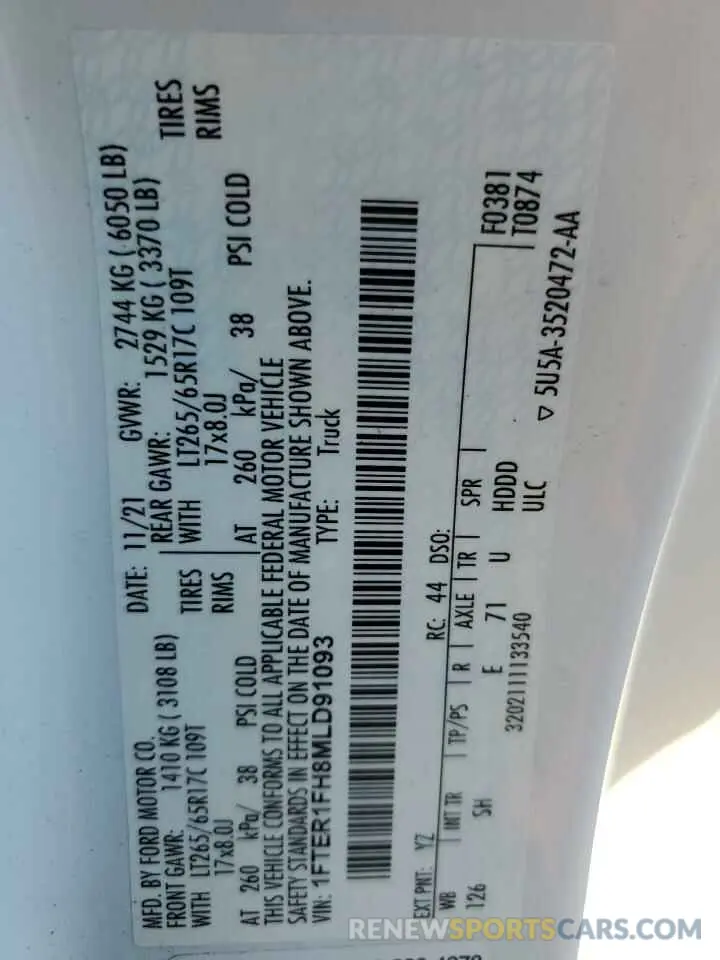 MFD. BY FORD MOTOR CO.
DATE: 11/21 GVWR: 2744 KG ( 6050 LB)
FRONT GAWR: 1410 KG ( 3108 LB) REAR GAWR: 1529 KG ( 3370 LB)
WITH LT265/65R17C 109T TIRES WITH LT265/65R17C 109T TIRES
17x8.0J RIMS 17x8.0J RIMS
AT 260 kPa/ 38 PSI COLD AT 260 kPa/ 38 PSI COLD
THIS VEHICLE CONFORMS TO ALL APPLICABLE FEDERAL MOTOR VEHICLE
SAFETY STANDARDS IN EFFECT ON THE DATE OF MANUFACTURE SHOWN ABOVE.
VIN: 1FTER1FH8MLD91093 TYPE: Truck
EXT PNT: YZ RC: 44 DSO: F0381
WB INT TR TP/PS R AXLE TR SPR T0874
126 SH E 71 U HDDD
3202111133540 ULC ▽ 5U5A-3520472-AA
RENEWSPORTSCARS.COM